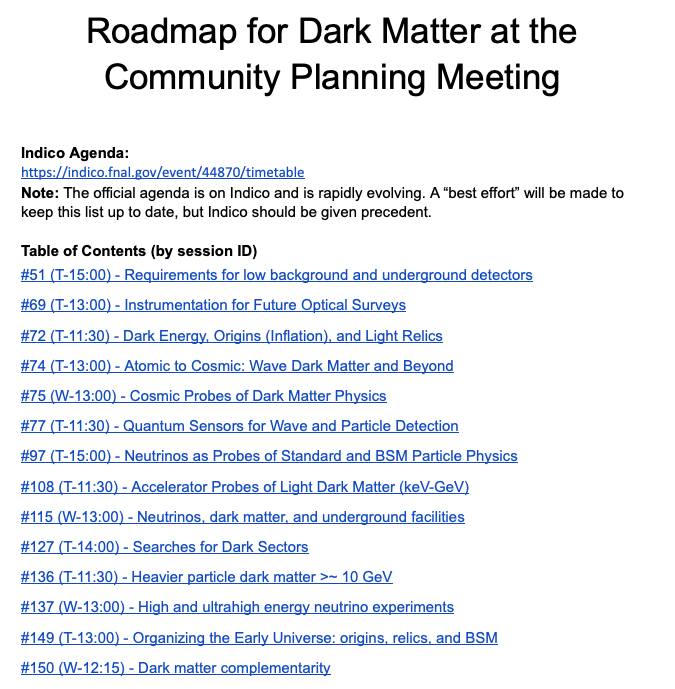 Roadmap for Dark Matter at the
Community Planning Meeting
Indico Agenda:
https://indico.fnal.gov/event/44870/timetable
Note: The official agenda is on Indico and is rapidly evolving. A “best effort” will be made to
keep this list up to date, but Indico should be given precedent.
Table of Contents (by session ID)
#51 (T-15:00) - Requirements for low background and underground detectors
#69 (T-13:00) - Instrumentation for Future Optical Surveys
#72 (T-11:30) - Dark Energy, Origins (Inflation), and Light Relics
#74 (T-13:00) - Atomic to Cosmic: Wave Dark Matter and Beyond
#75 (W-13:00) - Cosmic Probes of Dark Matter Physics
#77 (T-11:30) - Quantum Sensors for Wave and Particle Detection
#97 (T-15:00) - Neutrinos as Probes of Standard and BSM Particle Physics
#108 (T-11:30) - Accelerator Probes of Light Dark Matter (keV-GeV)
#115 (W-13:00) - Neutrinos, dark matter, and underground facilities
#127 (T-14:00) - Searches for Dark Sectors
#136 (T-11:30) - Heavier particle dark matter >~ 10 GeV
#137 (W-13:00) - High and ultrahigh energy neutrino experiments
#149 (T-13:00) - Organizing the Early Universe: origins, relics, and BSM
#150 (W-12:15) - Dark matter complementarity